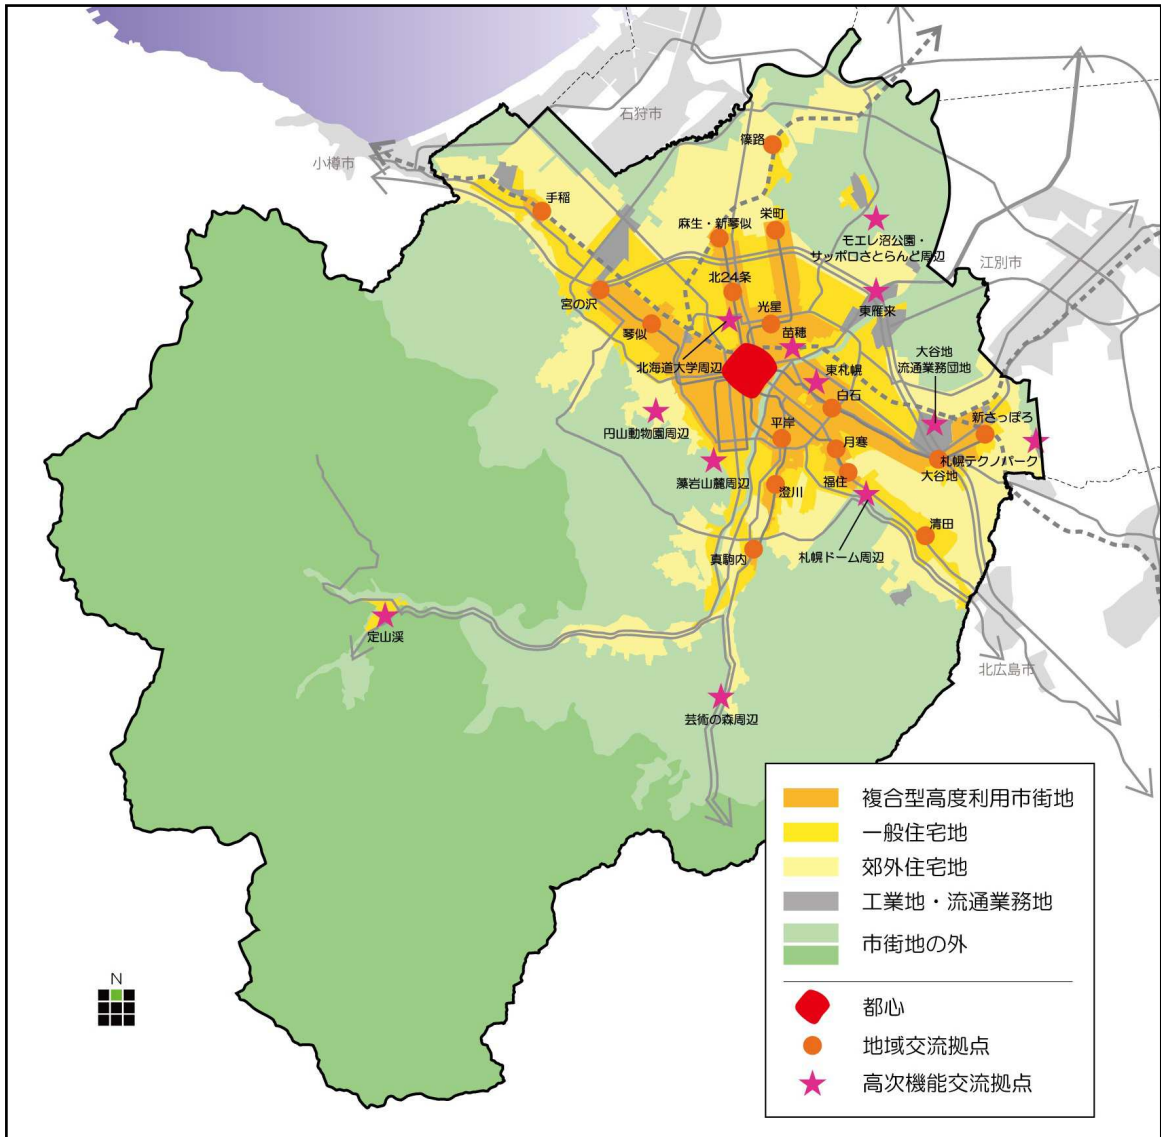 石狩市
小樽市
篠路
手稲
麻生・新琴似
栄町
モエレ沼公園・
サッポロさとらんど周辺
江別市
北24条
宮の沢
光星
東雁来
琴似
苗穂
大谷地
流通業務団地
北海道大学周辺
東札幌
白石
新さっぽろ
円山動物園周辺
平岸
月寒
札幌テクノパーク
大谷地
藻岩山麓周辺
澄川
福住
清田
真駒内
札幌ドーム周辺
定山渓
北広島市
芸術の森周辺
複合型高度利用市街地
一般住宅地
郊外住宅地
工業地・流通業務地
市街地の外
都心
地域交流拠点
高次機能交流拠点
N